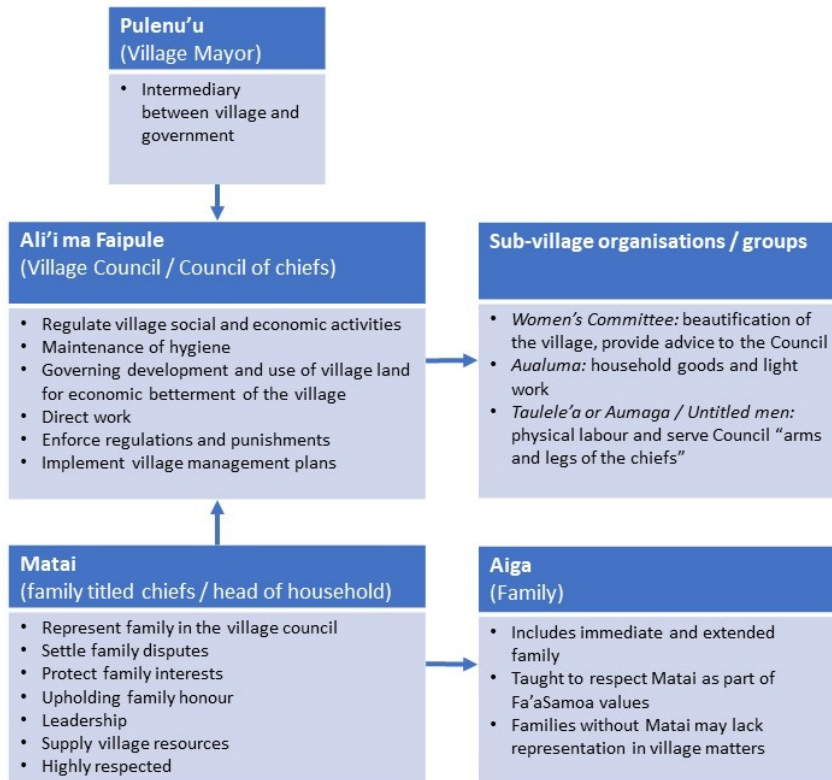 Pulenu’u
(Village Mayor)
• Intermediary
between village and
government
Ali’i ma Faipule
(Village Council / Council of chiefs)
• Regulate village social and economic activities
• Maintenance of hygiene
• Governing development and use of village land
for economic betterment of the village
• Direct work
• Enforce regulations and punishments
• Implement village management plans
Sub-village organisations / groups
• Women’s Committee: beautification of
the village, provide advice to the Council
• Aualuma: household goods and light
work
• Taulele’a or Aumaga / Untitled men:
physical labour and serve Council “arms
and legs of the chiefs”
Matai
(family titled chiefs / head of household)
• Represent family in the village council
• Settle family disputes
• Protect family interests
• Upholding family honour
• Leadership
• Supply village resources
• Highly respected
Aiga
(Family)
• Includes immediate and extended
family
• Taught to respect Matai as part of
Fa’aSamoa values
• Families without Matai may lack
representation in village matters